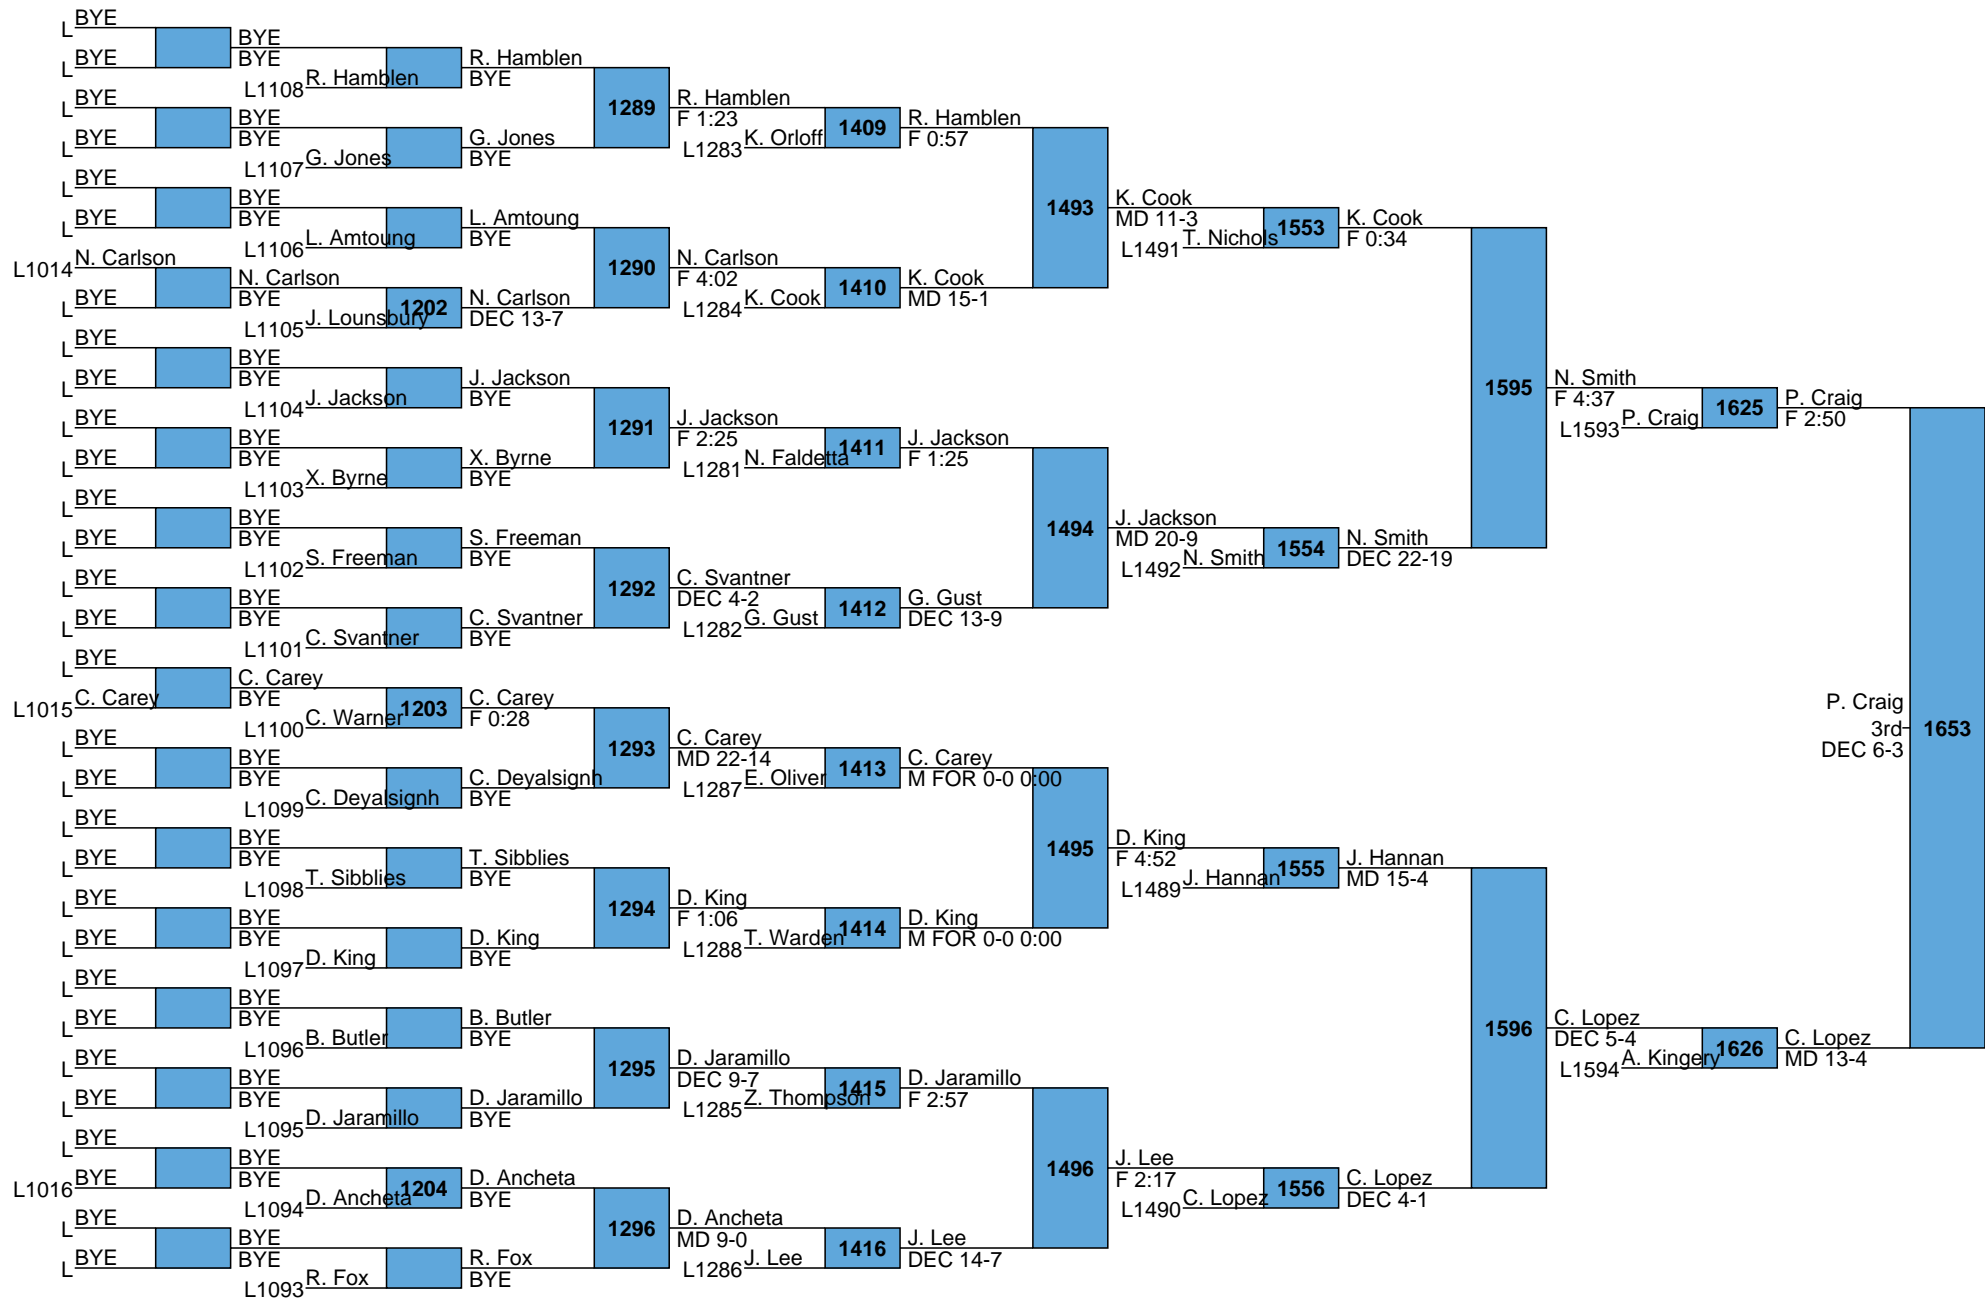 BYE
L
BYE
L
BYE
BYE
L1108 R. Hamblen
R. Hamblen
BYE
BYE
L
BYE
L
BYE
BYE
L1107 G. Jones
G. Jones
BYE
1289
R. Hamblen
F 1:23
L1283 K. Orloff
1409
R. Hamblen
F 0:57
BYE
L
BYE
L
BYE
BYE
L1106 L. Amtoung
L. Amtoung
BYE
L1014 N. Carlson
BYE
L
N. Carlson
BYE
L1105 J. Lounsbury
1202
N. Carlson
DEC 13-7
1290
N. Carlson
F 4:02
L1284 K. Cook
1410
K. Cook
MD 15-1
1493
K. Cook
MD 11-3
L1491 T. Nichols
1553
K. Cook
F 0:34
BYE
L
BYE
L
BYE
BYE
L1104 J. Jackson
J. Jackson
BYE
BYE
L
BYE
L
BYE
BYE
L1103 X. Byrne
X. Byrne
BYE
1291
J. Jackson
F 2:25
L1281 N. Faldetta
1411
J. Jackson
F 1:25
BYE
L
BYE
L
BYE
BYE
L1102 S. Freeman
S. Freeman
BYE
BYE
L
BYE
L
BYE
BYE
L1101 C. Svantner
C. Svantner
BYE
1292
C. Svantner
DEC 4-2
L1282 G. Gust
1412
G. Gust
DEC 13-9
1494
J. Jackson
MD 20-9
L1492 N. Smith
1554
N. Smith
DEC 22-19
1595
N. Smith
F 4:37
L1593 P. Craig
1625
P. Craig
F 2:50
BYE
L
L1015 C. Carey
C. Carey
BYE
L1100 C. Warner
1203
C. Carey
F 0:28
BYE
L
BYE
L
BYE
BYE
L1099 C. Deyalsignh
C. Deyalsignh
BYE
1293
C. Carey
MD 22-14
L1287 E. Oliver
1413
C. Carey
M FOR 0-0 0:00
BYE
L
BYE
L
BYE
BYE
L1098 T. Sibblies
T. Sibblies
BYE
BYE
L
BYE
L
BYE
BYE
L1097 D. King
D. King
BYE
1294
D. King
F 1:06
L1288 T. Warden
1414
D. King
M FOR 0-0 0:00
1495
D. King
F 4:52
L1489 J. Hannan
1555
J. Hannan
MD 15-4
BYE
L
BYE
L
BYE
BYE
L1096 B. Butler
B. Butler
BYE
BYE
L
BYE
L
BYE
BYE
L1095 D. Jaramillo
D. Jaramillo
BYE
1295
D. Jaramillo
DEC 9-7
L1285 Z. Thompson
1415
D. Jaramillo
F 2:57
BYE
L
L1016 BYE
BYE
BYE
L1094 D. Ancheta
1204
D. Ancheta
BYE
BYE
L
BYE
L
BYE
BYE
L1093 R. Fox
R. Fox
BYE
1296
D. Ancheta
MD 9-0
L1286 J. Lee
1416
J. Lee
DEC 14-7
1496
J. Lee
F 2:17
L1490 C. Lopez
1556
C. Lopez
DEC 4-1
1596
C. Lopez
DEC 5-4
L1594 A. Kingery
1626
C. Lopez
MD 13-4
P. Craig
3rd
DEC 6-3
1653